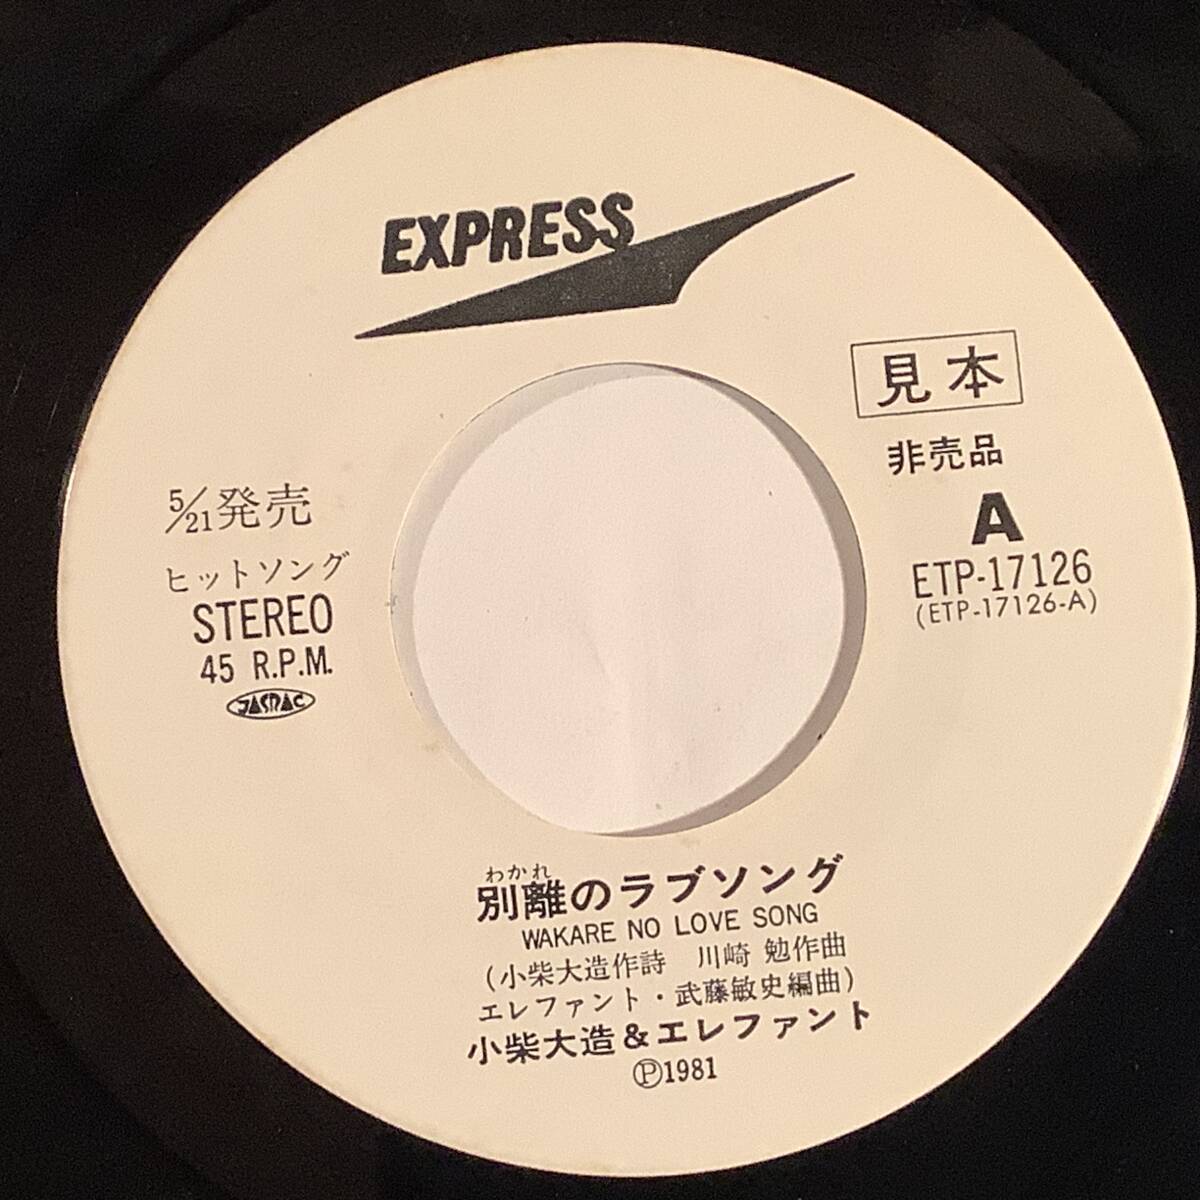 EXPRESS
見本
非売品
A
ETP-17126
(ETP-17126-A)
5/21発売
ヒットソング
STEREO
45 R.P.M.
JASRAC
わかれ
別離のラブソング
WAKARE NO LOVE SONG
(小柴大造作詩 川崎 勉作曲
エレファント・武藤敏史編曲)
小柴大造&エレファント
Ⓟ1981